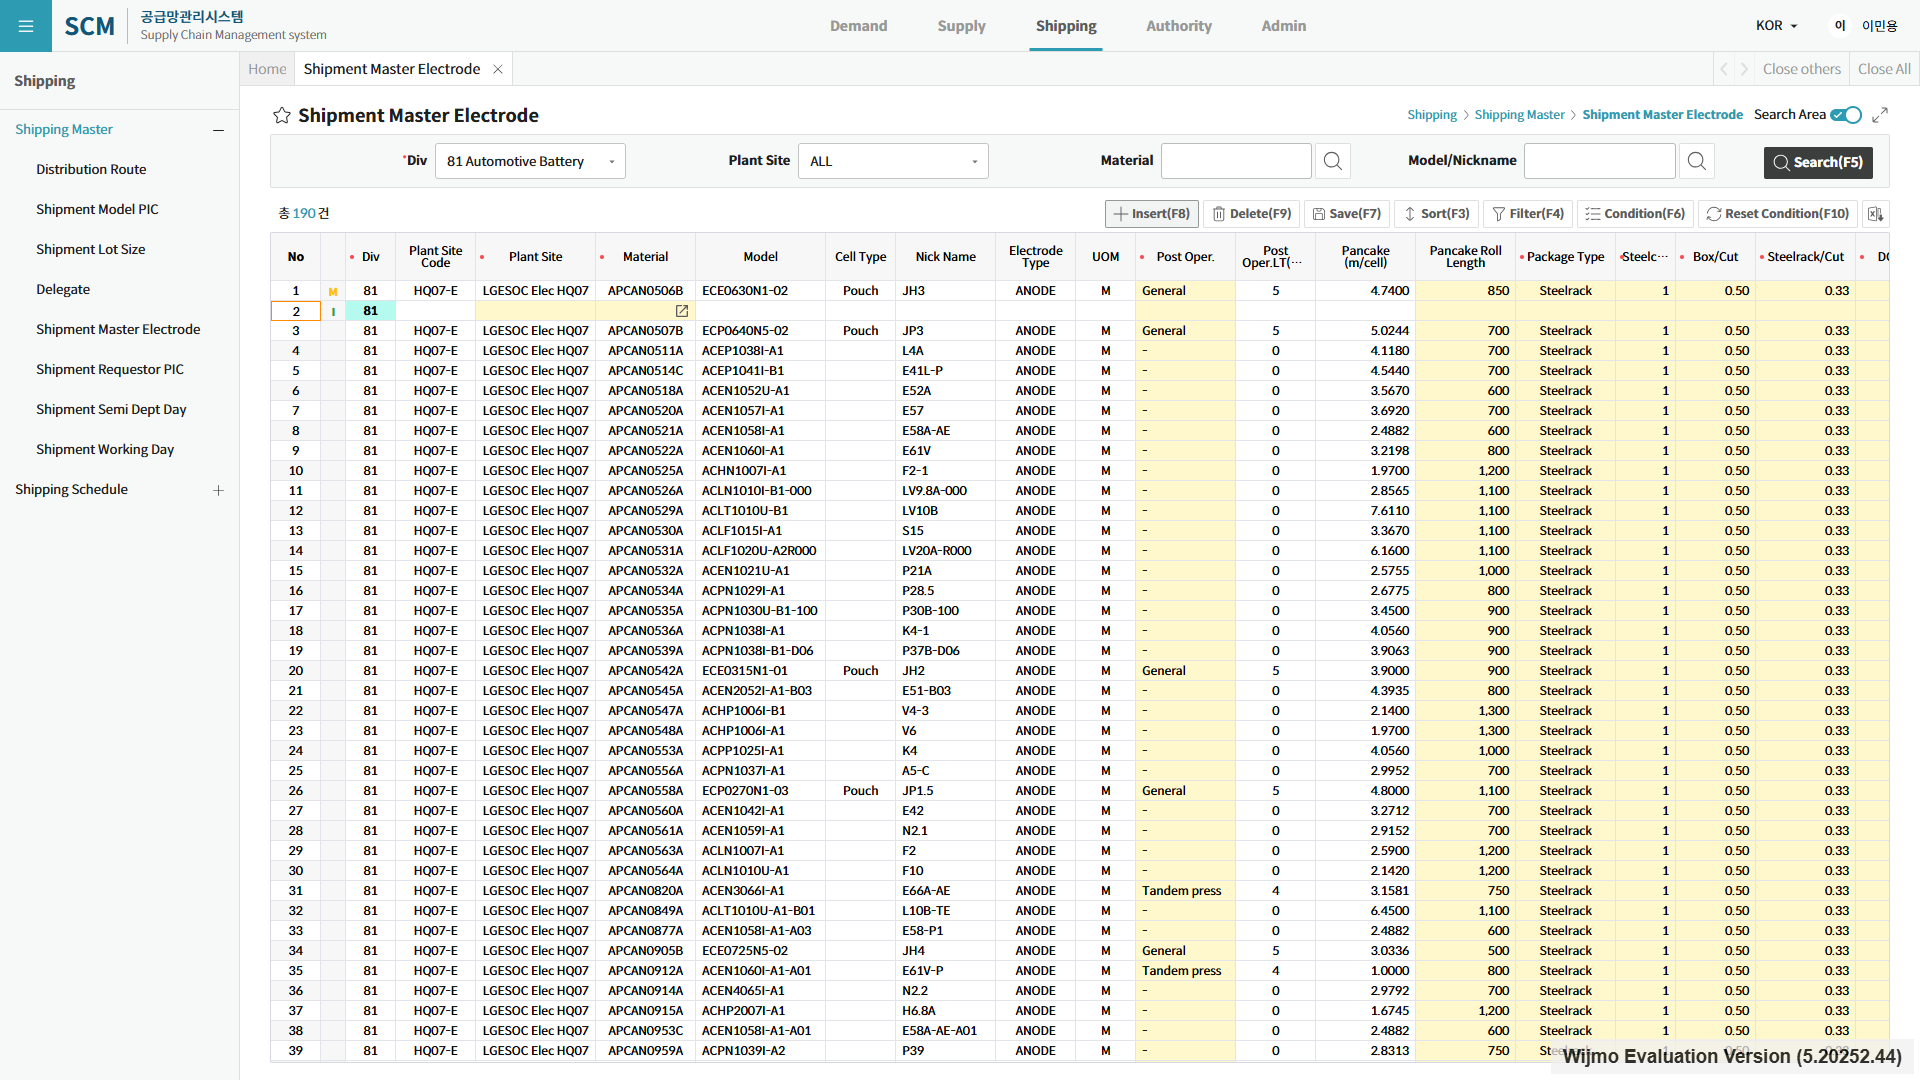 SCM 공급망관리시스템
Supply Chain Management system
Demand Supply Shipping Authority Admin
KOR 이 이민용
Shipping
Home Shipment Master Electrode Close others Close All
Shipping Master
Distribution Route
Shipment Model PIC
Shipment Lot Size
Delegate
Shipment Master Electrode
Shipment Requestor PIC
Shipment Semi Dept Day
Shipment Working Day
Shipping Schedule
Shipment Master Electrode
Shipping > Shipping Master > Shipment Master Electrode Search Area
*Div 81 Automotive Battery Plant Site ALL Material Model/Nickname Search(F5)
총 190 건
Insert(F8) Delete(F9) Save(F7) Sort(F3) Filter(F4) Condition(F6) Reset Condition(F10)
No Div Plant Site Code Plant Site Material Model Cell Type Nick Name Electrode Type UOM Post Oper. Post Oper.LT(··· Pancake (m/cell) Pancake Roll Length Package Type Steelc··· Box/Cut Steelrack/Cut DO
1 M 81 HQ07-E LGESOC Elec HQ07 APCAN0506B ECE0630N1-02 Pouch JH3 ANODE M General 5 4.7400 850 Steelrack 1 0.50 0.33
2 I 81
3 81 HQ07-E LGESOC Elec HQ07 APCAN0507B ECP0640N5-02 Pouch JP3 ANODE M General 5 5.0244 700 Steelrack 1 0.50 0.33
4 81 HQ07-E LGESOC Elec HQ07 APCAN0511A ACEP1038I-A1 L4A ANODE M - 0 4.1180 700 Steelrack 1 0.50 0.33
5 81 HQ07-E LGESOC Elec HQ07 APCAN0514C ACEP1041I-B1 E41L-P ANODE M - 0 4.5440 700 Steelrack 1 0.50 0.33
6 81 HQ07-E LGESOC Elec HQ07 APCAN0518A ACEN1052U-A1 E52A ANODE M - 0 3.5670 600 Steelrack 1 0.50 0.33
7 81 HQ07-E LGESOC Elec HQ07 APCAN0520A ACEN1057I-A1 E57 ANODE M - 0 3.6920 700 Steelrack 1 0.50 0.33
8 81 HQ07-E LGESOC Elec HQ07 APCAN0521A ACEN1058I-A1 E58A-AE ANODE M - 0 2.4882 600 Steelrack 1 0.50 0.33
9 81 HQ07-E LGESOC Elec HQ07 APCAN0522A ACEN1060I-A1 E61V ANODE M - 0 3.2198 800 Steelrack 1 0.50 0.33
10 81 HQ07-E LGESOC Elec HQ07 APCAN0525A ACHN1007I-A1 F2-1 ANODE M - 0 1.9700 1,200 Steelrack 1 0.50 0.33
11 81 HQ07-E LGESOC Elec HQ07 APCAN0526A ACLN1010I-B1-000 LV9.8A-000 ANODE M - 0 2.8565 1,100 Steelrack 1 0.50 0.33
12 81 HQ07-E LGESOC Elec HQ07 APCAN0529A ACLT1010U-B1 LV10B ANODE M - 0 7.6110 1,100 Steelrack 1 0.50 0.33
13 81 HQ07-E LGESOC Elec HQ07 APCAN0530A ACLF1015I-A1 S15 ANODE M - 0 3.3670 1,100 Steelrack 1 0.50 0.33
14 81 HQ07-E LGESOC Elec HQ07 APCAN0531A ACLF1020U-A2R000 LV20A-R000 ANODE M - 0 6.1600 1,100 Steelrack 1 0.50 0.33
15 81 HQ07-E LGESOC Elec HQ07 APCAN0532A ACEN1021U-A1 P21A ANODE M - 0 2.5755 1,000 Steelrack 1 0.50 0.33
16 81 HQ07-E LGESOC Elec HQ07 APCAN0534A ACPN1029I-A1 P28.5 ANODE M - 0 2.6775 800 Steelrack 1 0.50 0.33
17 81 HQ07-E LGESOC Elec HQ07 APCAN0535A ACPN1030U-B1-100 P30B-100 ANODE M - 0 3.4500 900 Steelrack 1 0.50 0.33
18 81 HQ07-E LGESOC Elec HQ07 APCAN0536A ACPN1038I-A1 K4-1 ANODE M - 0 4.0560 900 Steelrack 1 0.50 0.33
19 81 HQ07-E LGESOC Elec HQ07 APCAN0539A ACPN1038I-B1-D06 P37B-D06 ANODE M - 0 3.9063 900 Steelrack 1 0.50 0.33
20 81 HQ07-E LGESOC Elec HQ07 APCAN0542A ECE0315N1-01 Pouch JH2 ANODE M General 5 3.9000 900 Steelrack 1 0.50 0.33
21 81 HQ07-E LGESOC Elec HQ07 APCAN0545A ACEN2052I-A1-B03 E51-B03 ANODE M - 0 4.3935 800 Steelrack 1 0.50 0.33
22 81 HQ07-E LGESOC Elec HQ07 APCAN0547A ACHP1006I-B1 V4-3 ANODE M - 0 2.1400 1,300 Steelrack 1 0.50 0.33
23 81 HQ07-E LGESOC Elec HQ07 APCAN0548A ACHP1006I-A1 V6 ANODE M - 0 1.9700 1,300 Steelrack 1 0.50 0.33
24 81 HQ07-E LGESOC Elec HQ07 APCAN0553A ACPP1025I-A1 K4 ANODE M - 0 4.0560 1,000 Steelrack 1 0.50 0.33
25 81 HQ07-E LGESOC Elec HQ07 APCAN0556A ACPN1037I-A1 A5-C ANODE M - 0 2.9952 700 Steelrack 1 0.50 0.33
26 81 HQ07-E LGESOC Elec HQ07 APCAN0558A ECP0270N1-03 Pouch JP1.5 ANODE M General 5 4.8000 1,100 Steelrack 1 0.50 0.33
27 81 HQ07-E LGESOC Elec HQ07 APCAN0560A ACEN1042I-A1 E42 ANODE M - 0 3.2712 700 Steelrack 1 0.50 0.33
28 81 HQ07-E LGESOC Elec HQ07 APCAN0561A ACEN1059I-A1 N2.1 ANODE M - 0 2.9152 700 Steelrack 1 0.50 0.33
29 81 HQ07-E LGESOC Elec HQ07 APCAN0563A ACLN1007I-A1 F2 ANODE M - 0 2.5900 1,200 Steelrack 1 0.50 0.33
30 81 HQ07-E LGESOC Elec HQ07 APCAN0564A ACLN1010U-A1 F10 ANODE M - 0 2.1420 1,200 Steelrack 1 0.50 0.33
31 81 HQ07-E LGESOC Elec HQ07 APCAN0820A ACEN3066I-A1 E66A-AE ANODE M Tandem press 4 3.1581 750 Steelrack 1 0.50 0.33
32 81 HQ07-E LGESOC Elec HQ07 APCAN0849A ACLT1010U-A1-B01 L10B-TE ANODE M - 0 6.4500 1,100 Steelrack 1 0.50 0.33
33 81 HQ07-E LGESOC Elec HQ07 APCAN0877A ACEN1058I-A1-A03 E58-P1 ANODE M - 0 2.4882 600 Steelrack 1 0.50 0.33
34 81 HQ07-E LGESOC Elec HQ07 APCAN0905B ECE0725N5-02 JH4 ANODE M General 5 3.0336 500 Steelrack 1 0.50 0.33
35 81 HQ07-E LGESOC Elec HQ07 APCAN0912A ACEN1060I-A1-A01 E61V-P ANODE M Tandem press 4 1.0000 800 Steelrack 1 0.50 0.33
36 81 HQ07-E LGESOC Elec HQ07 APCAN0914A ACEN4065I-A1 N2.2 ANODE M - 0 2.9792 700 Steelrack 1 0.50 0.33
37 81 HQ07-E LGESOC Elec HQ07 APCAN0915A ACHP2007I-A1 H6.8A ANODE M - 0 1.6745 1,200 Steelrack 1 0.50 0.33
38 81 HQ07-E LGESOC Elec HQ07 APCAN0953C ACEN1058I-A1-A01 E58A-AE-A01 ANODE M - 0 2.4882 600 Steelrack 1 0.50 0.33
39 81 HQ07-E LGESOC Elec HQ07 APCAN0959A ACPN1039I-A2 P39 ANODE M - 0 2.8313 750
Wijmo Evaluation Version (5.20252.44)